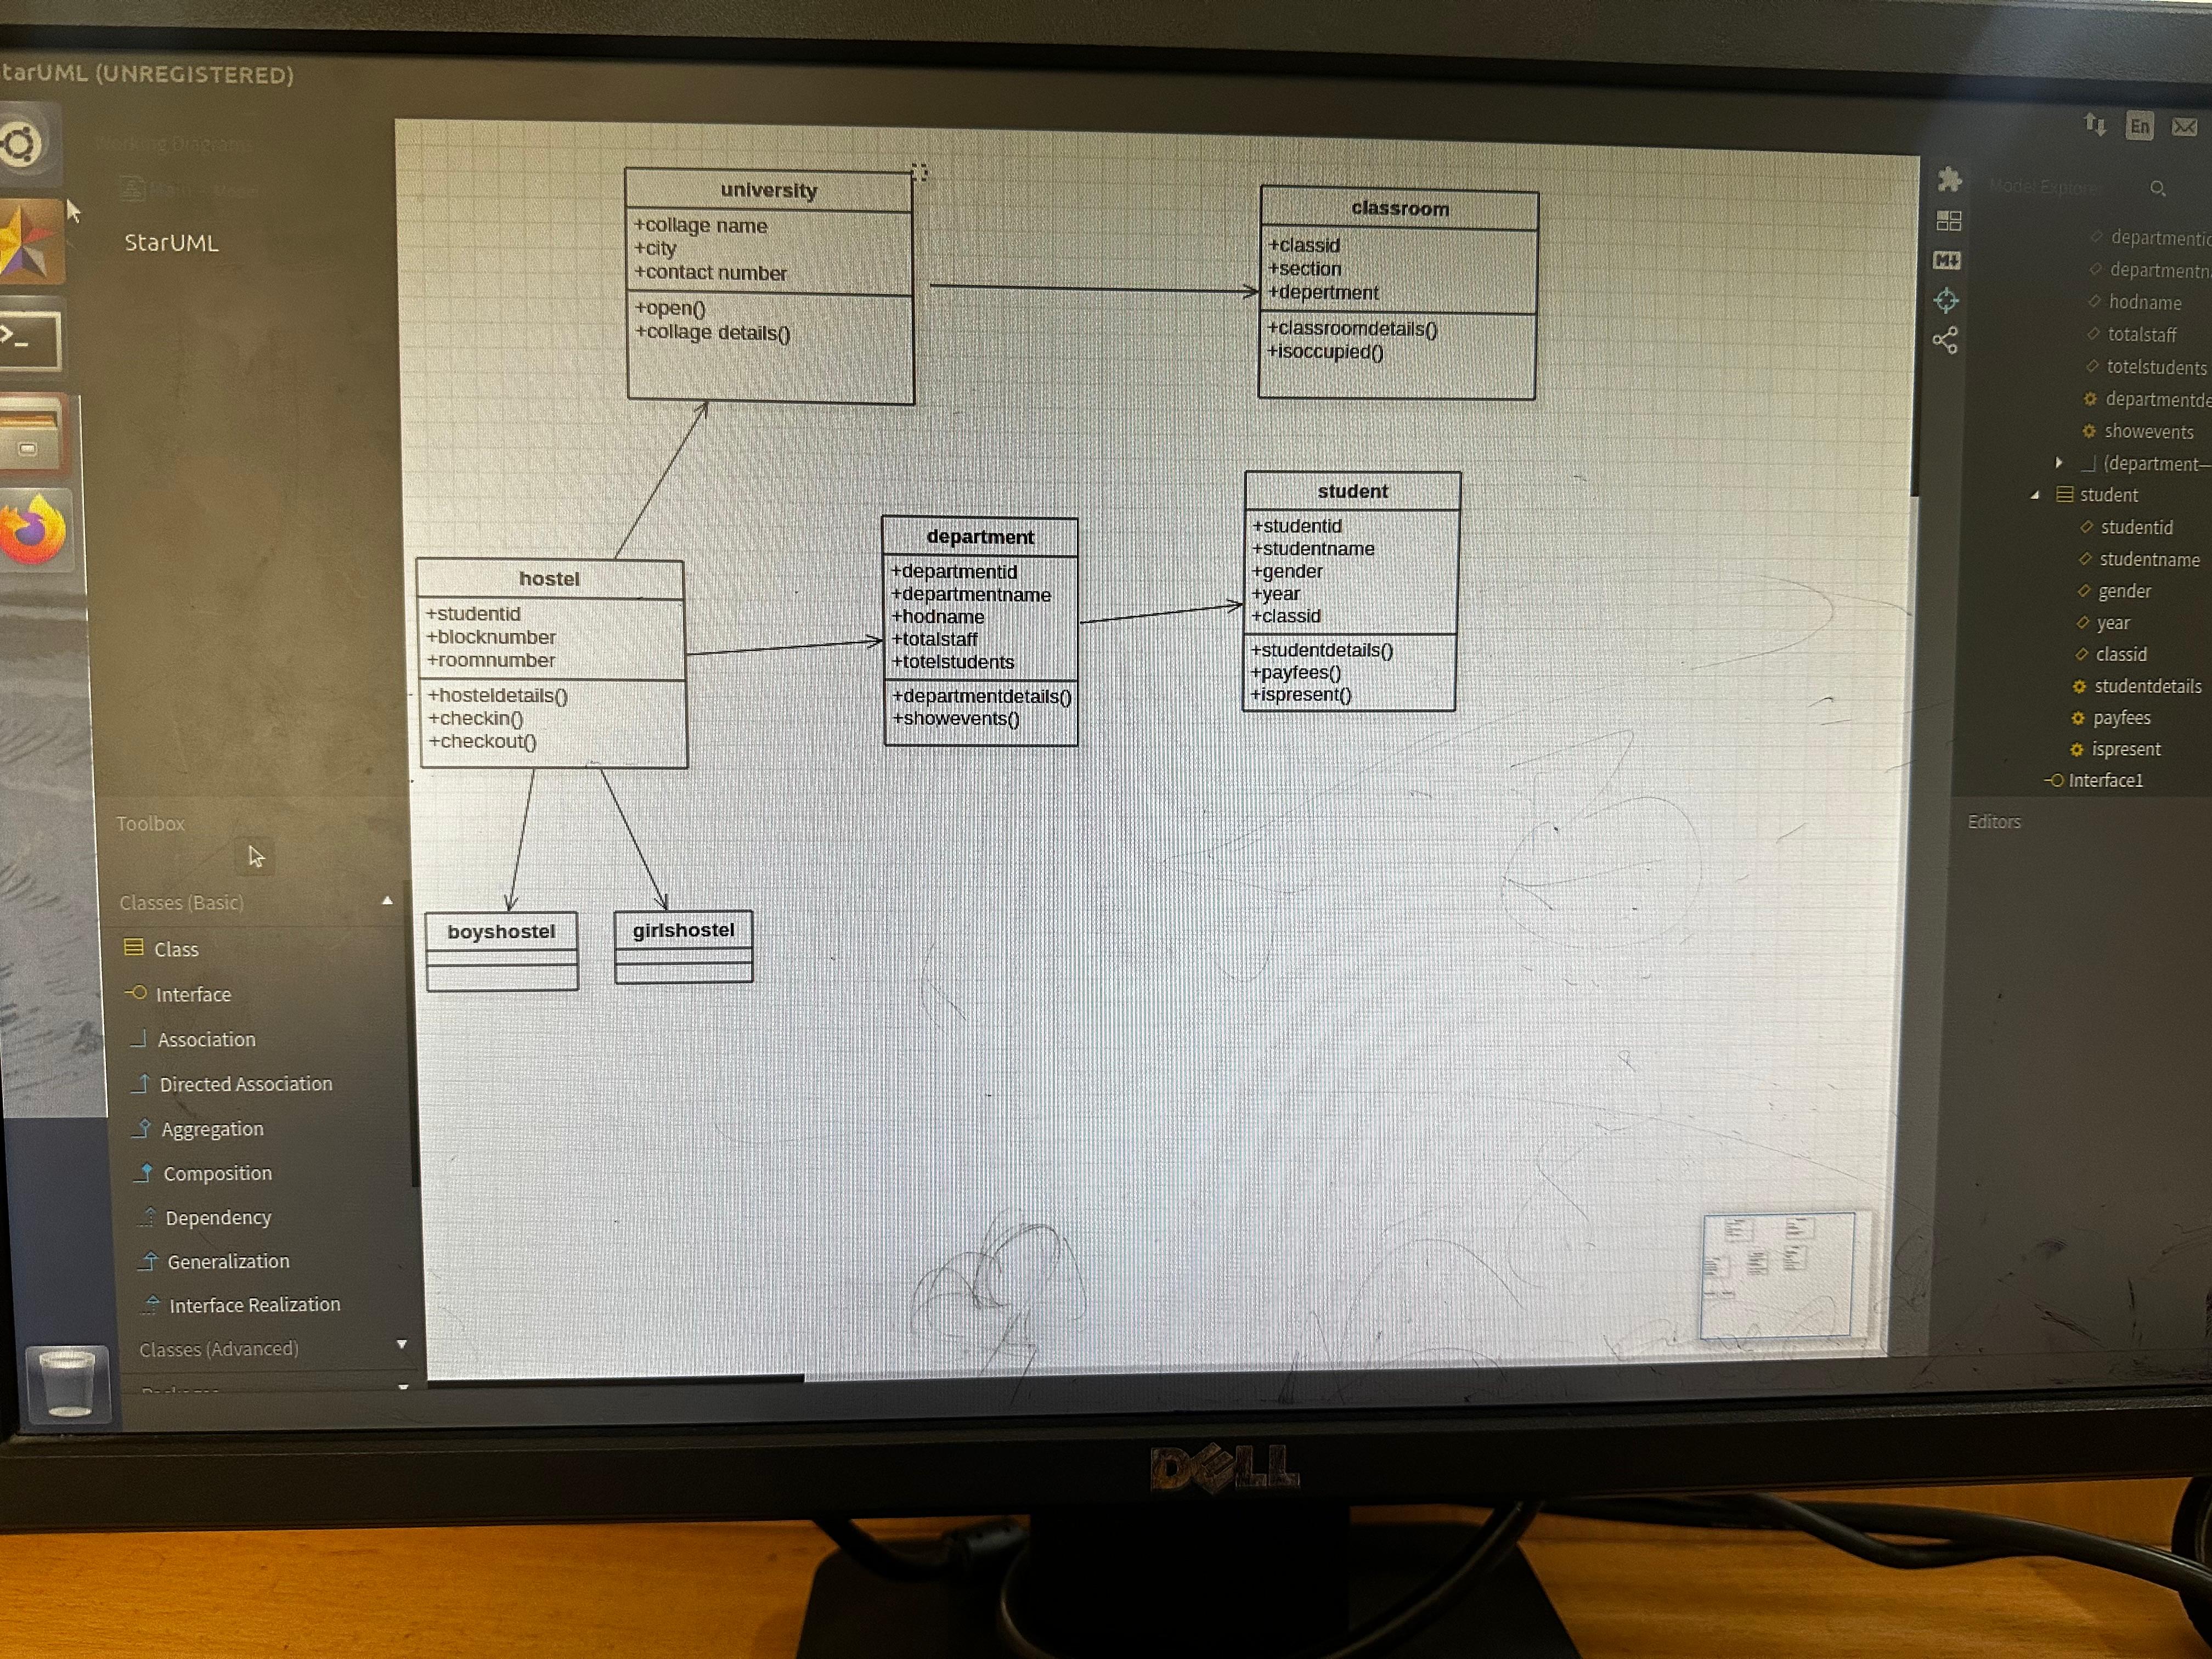 StarUML (UNREGISTERED)
Working Diagrams
StarUML
Toolbox
Classes (Basic)
Class
Interface
Association
Directed Association
Aggregation
Composition
Dependency
Generalization
Interface Realization
Classes (Advanced)
university
+collage name
+city
+contact number
+open()
+collage details()
classroom
+classid
+section
+depertment
+classroomdetails()
+isoccupied()
hostel
+studentid
+blocknumber
+roomnumber
+hosteldetails()
+checkin()
+checkout()
department
+departmentid
+departmentname
+hodname
+totalstaff
+totelstudents
+departmentdetails()
+showevents()
student
+studentid
+studentname
+gender
+year
+classid
+studentdetails()
+payfees()
+ispresent()
boyshostel
girlshostel
En
M↓
Model Explorer
departmentid
departmentn
hodname
totalstaff
totelstudents
departmentde
showevents
(department—
student
studentid
studentname
gender
year
classid
studentdetails
payfees
ispresent
Interface1
Editors
DELL